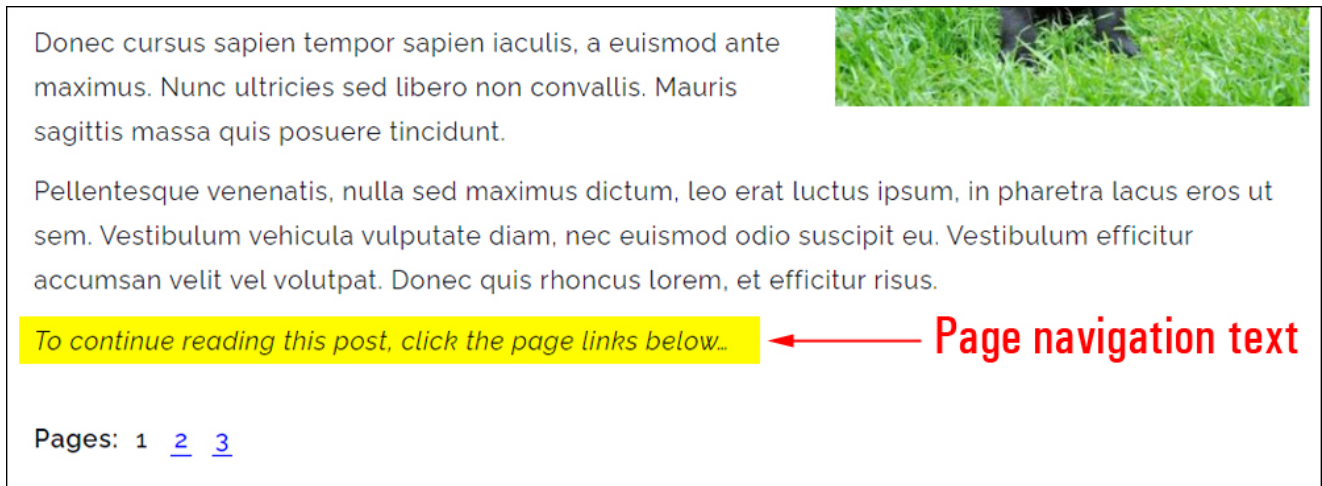 Donec cursus sapien tempor sapien iaculis, a euismod ante
maximus. Nunc ultricies sed libero non convallis. Mauris
sagittis massa quis posuere tincidunt.
Pellentesque venenatis, nulla sed maximus dictum, leo erat luctus ipsum, in pharetra lacus eros ut
sem. Vestibulum vehicula vulputate diam, nec euismod odio suscipit eu. Vestibulum efficitur
accumsan velit vel volutpat. Donec quis rhoncus lorem, et efficitur risus.
To continue reading this post, click the page links below…
Page navigation text
Pages: 1 2 3